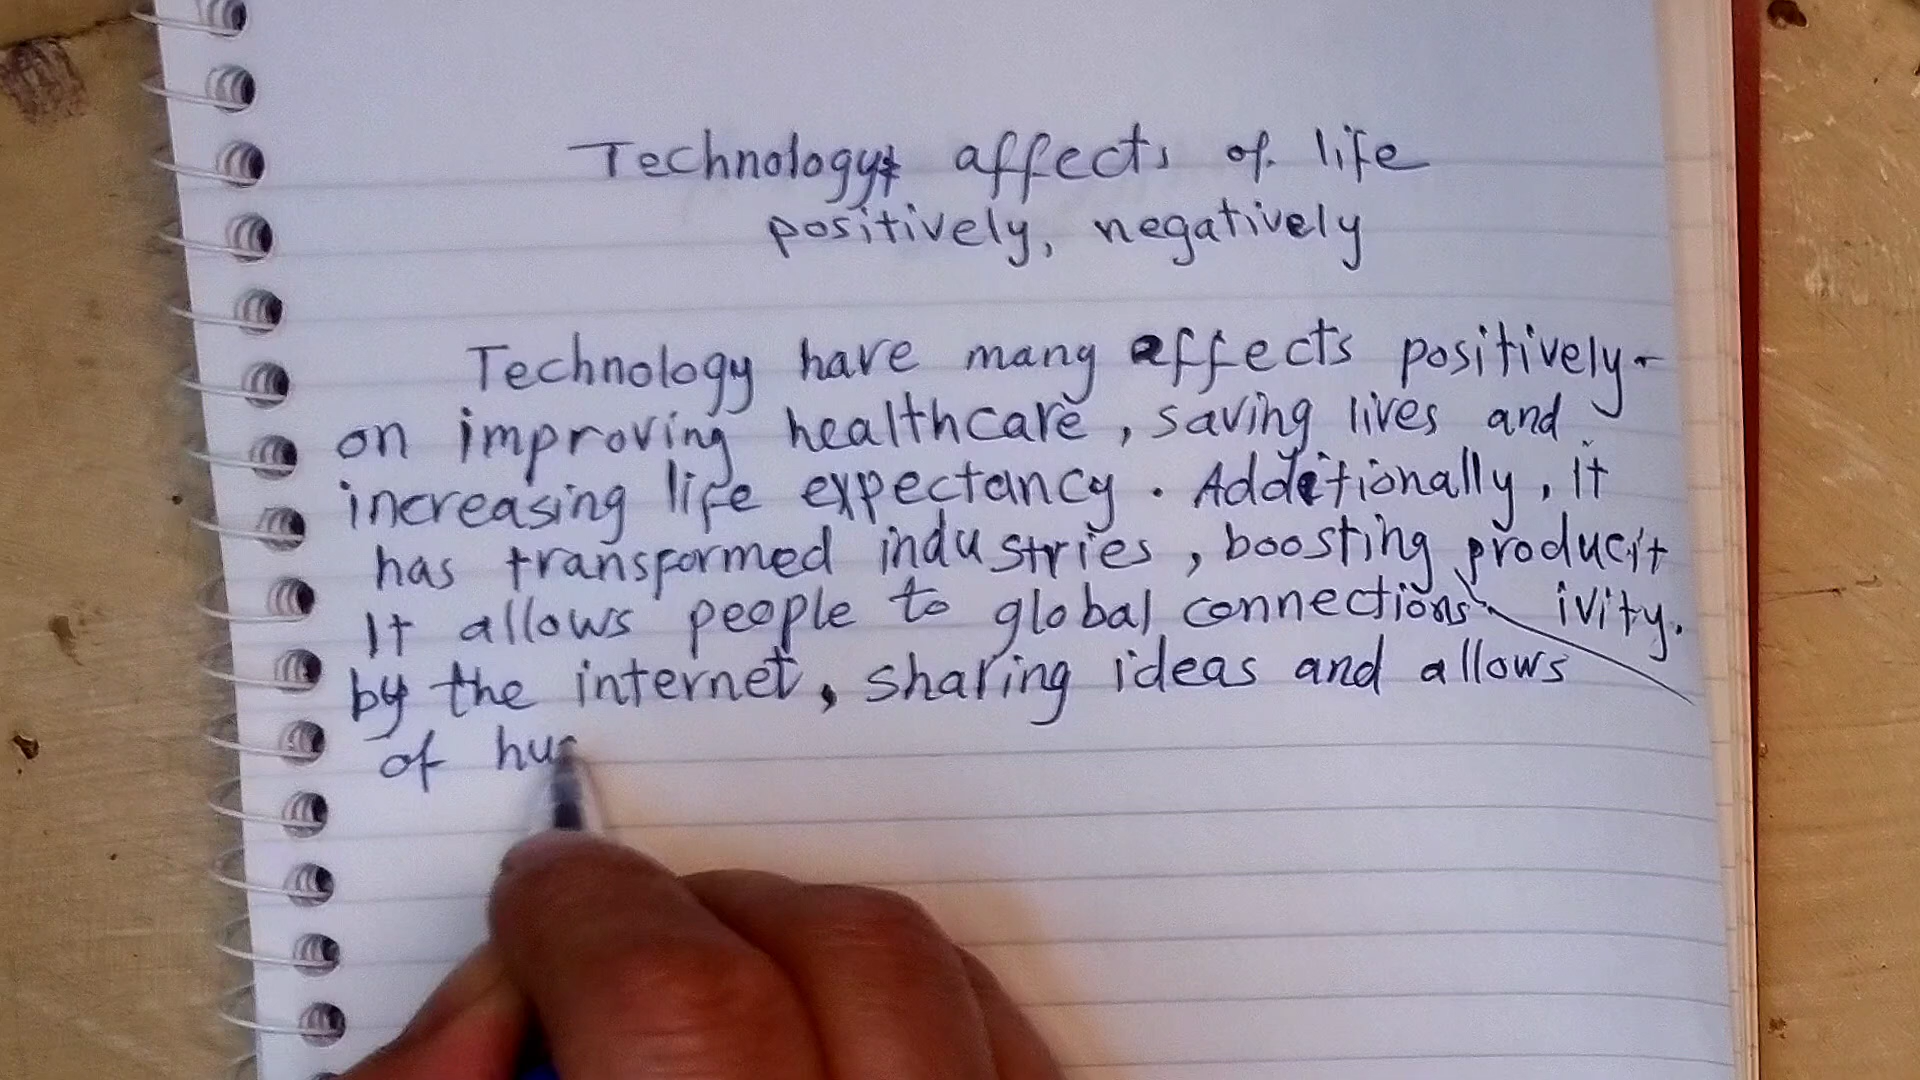 Technology affects of life
positively, negatively
Technology have many affects positively
on improving healthcare, saving lives and
increasing life expectancy. Additionally, it
has transformed industries, boosting producit
It allows people to global connections ivity.
by the internet, sharing ideas and allows
of